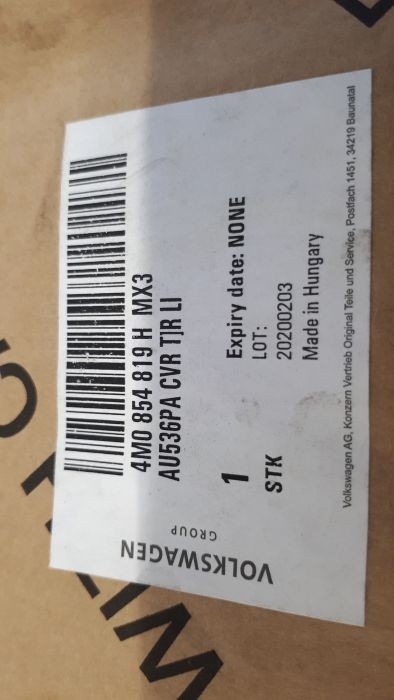 4M0 854 819 H MX3
AU536PA CVR T|R LI
1
STK
Expiry date: NONE
LOT:
20200203
Made in Hungary
Volkswagen AG, Konzern Vertrieb Original Teile und Service, Postfach 1451, 34219 Baunatal
VOLKSWAGEN
GROUP